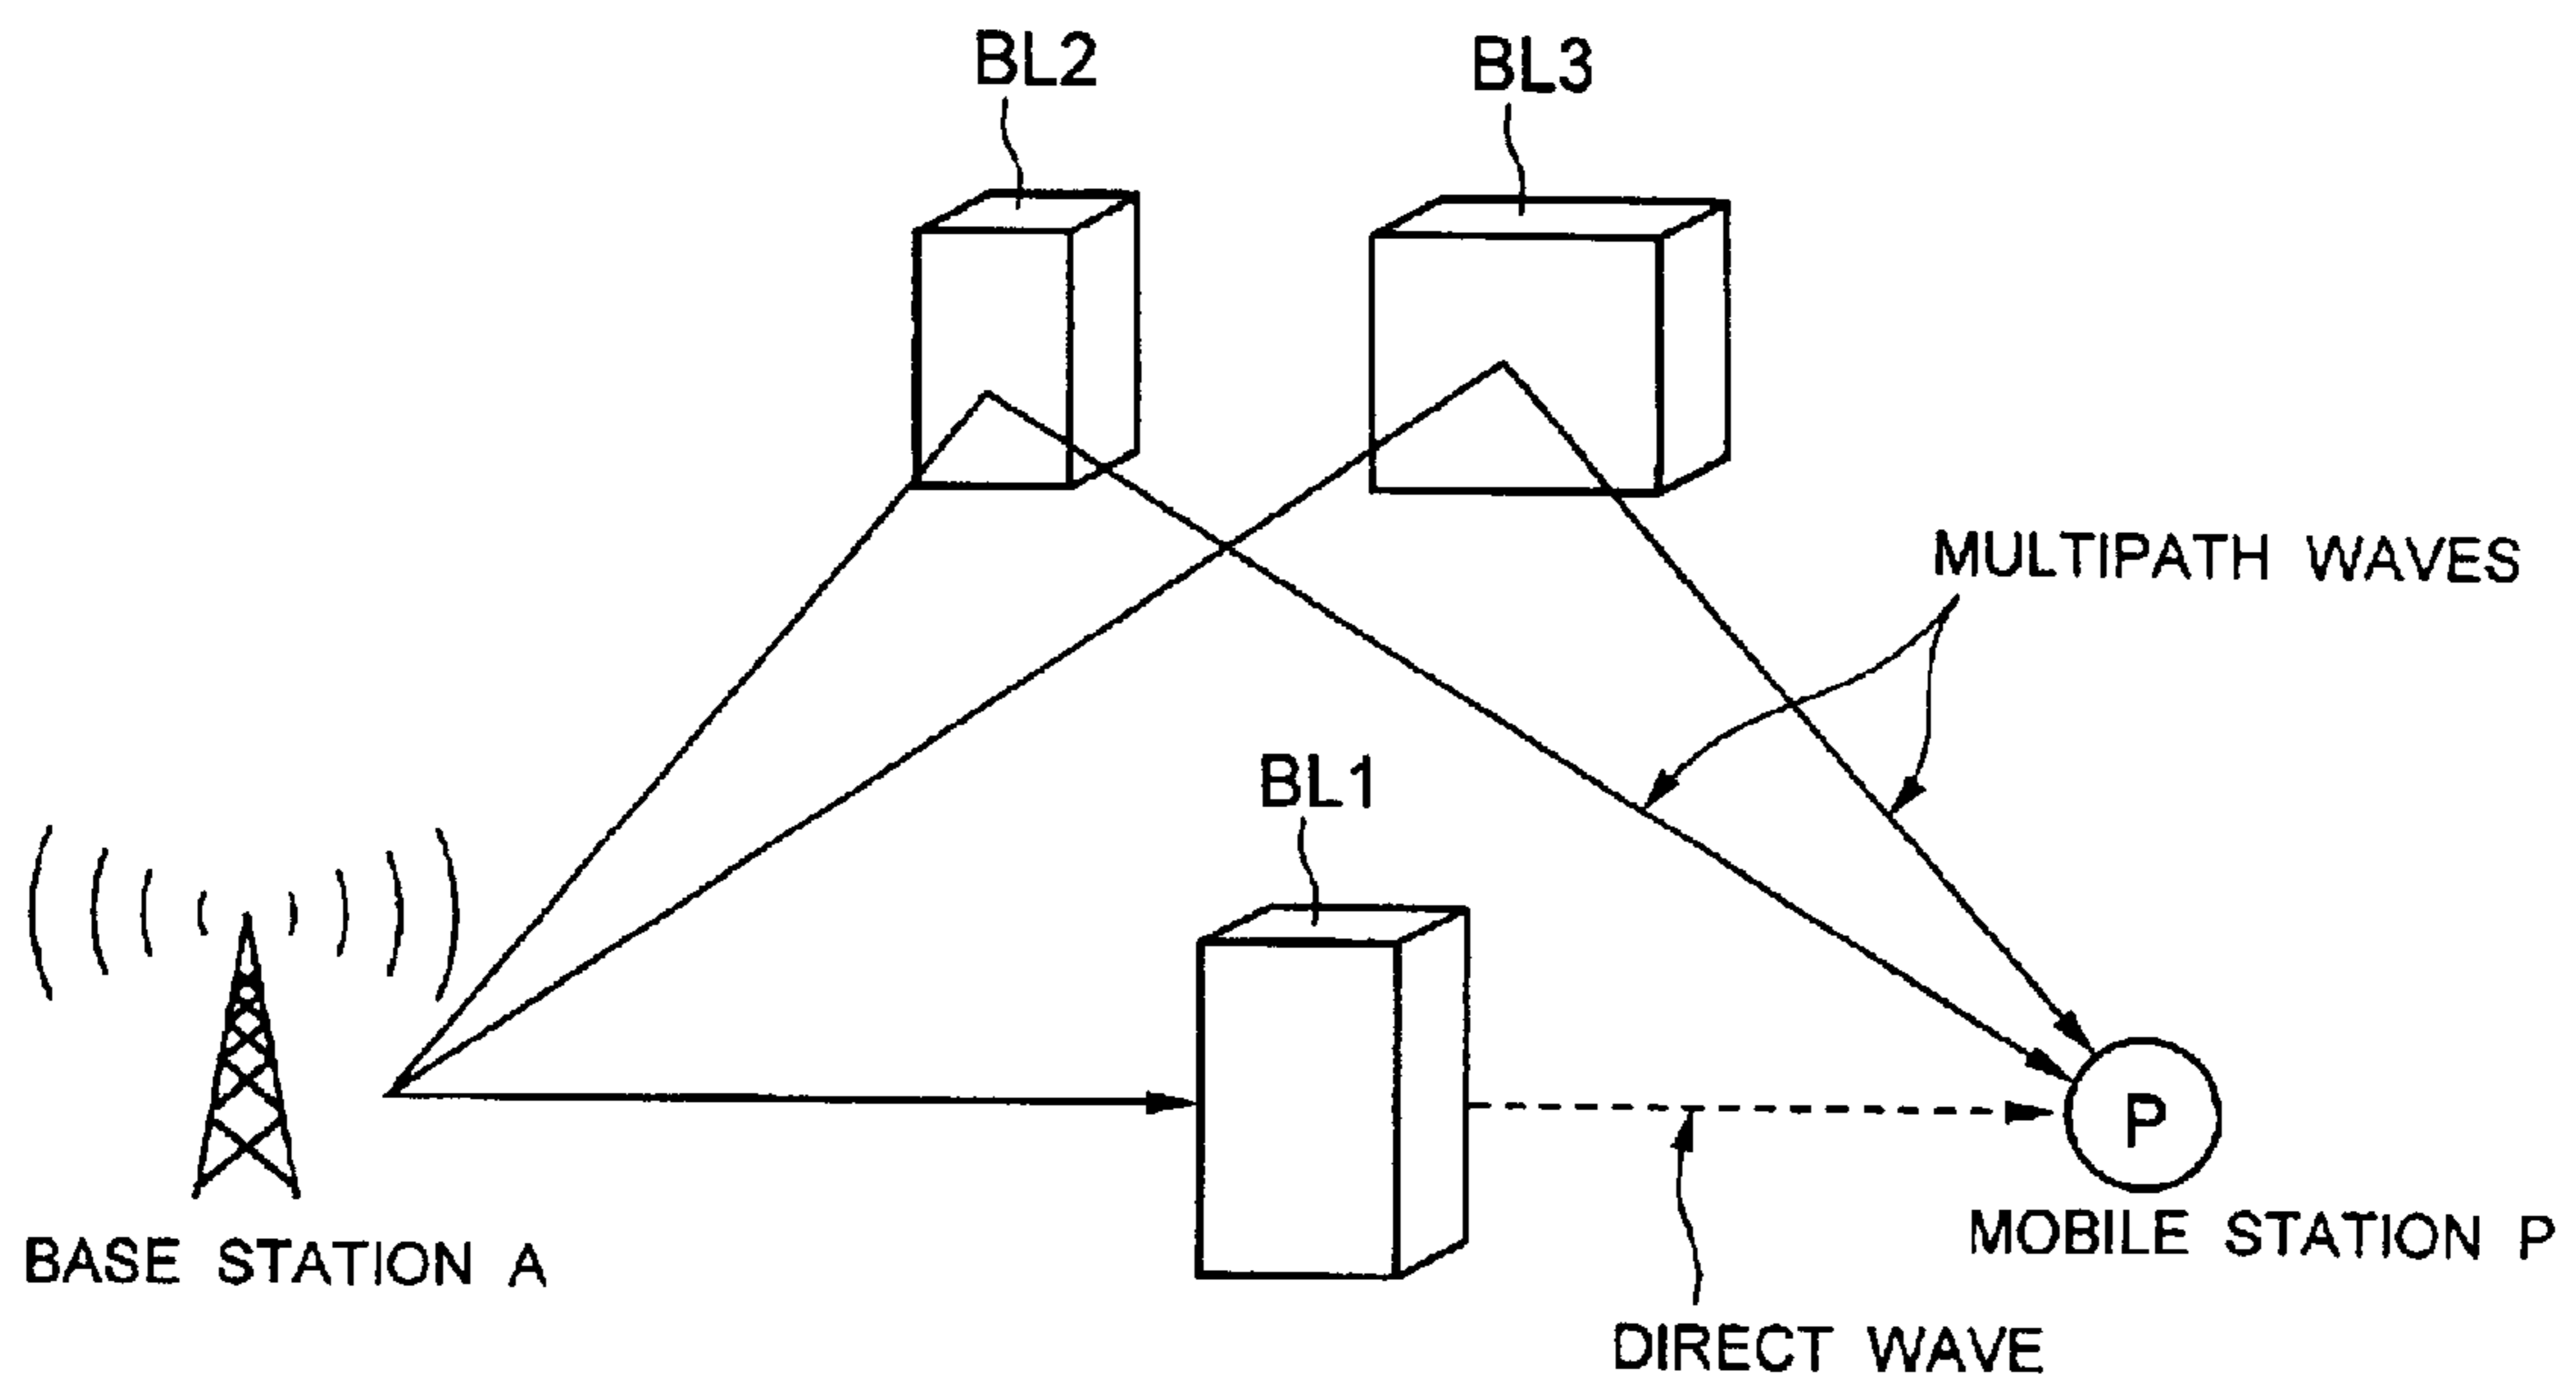 BL2
BL3
MULTIPATH WAVES
BL1
P
BASE STATION A
MOBILE STATION P
DIRECT WAVE